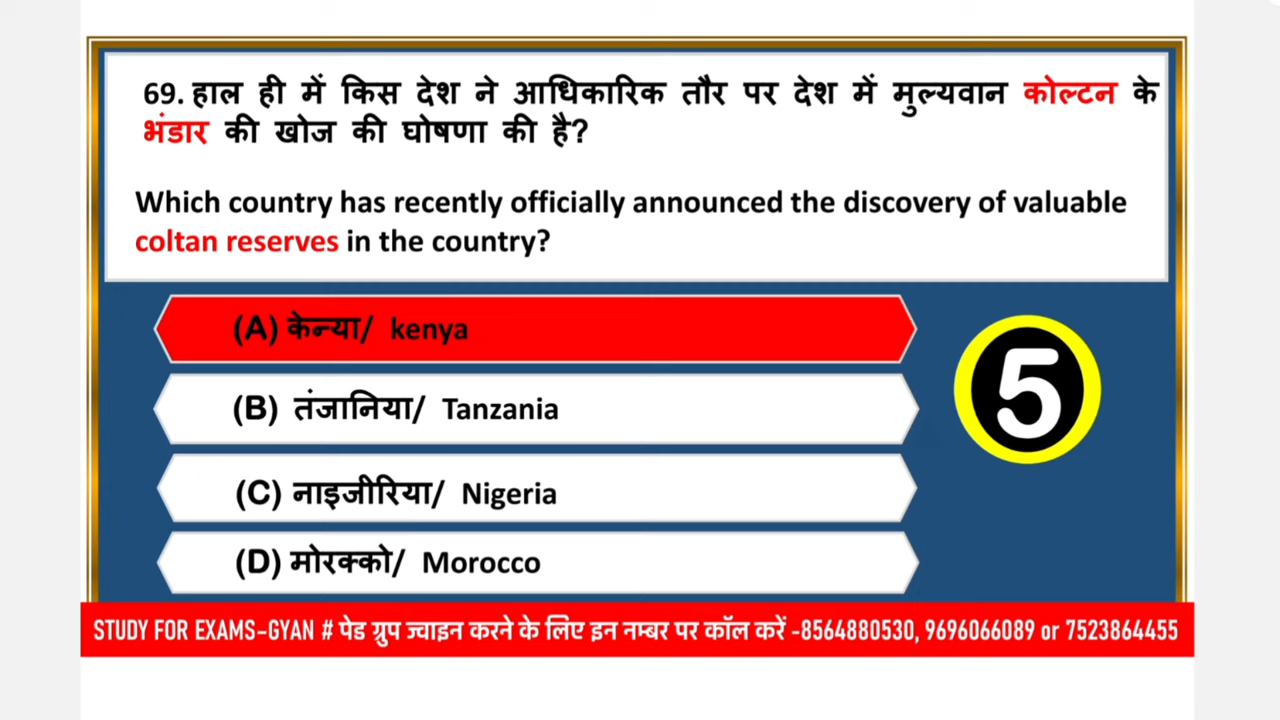 69. हाल ही में किस देश ने आधिकारिक तौर पर देश में मुल्यवान कोल्टन के
भंडार की खोज की घोषणा की है?
Which country has recently officially announced the discovery of valuable
coltan reserves in the country?
(A) केन्या/ kenya
(B) तंजानिया/ Tanzania
(C) नाइजीरिया/ Nigeria
(D) मोरक्को/ Morocco
5
STUDY FOR EXAMS-GYAN # पेड ग्रुप ज्वाइन करने के लिए इन नम्बर पर कॉल करें -8564880530, 9696066089 or 7523864455